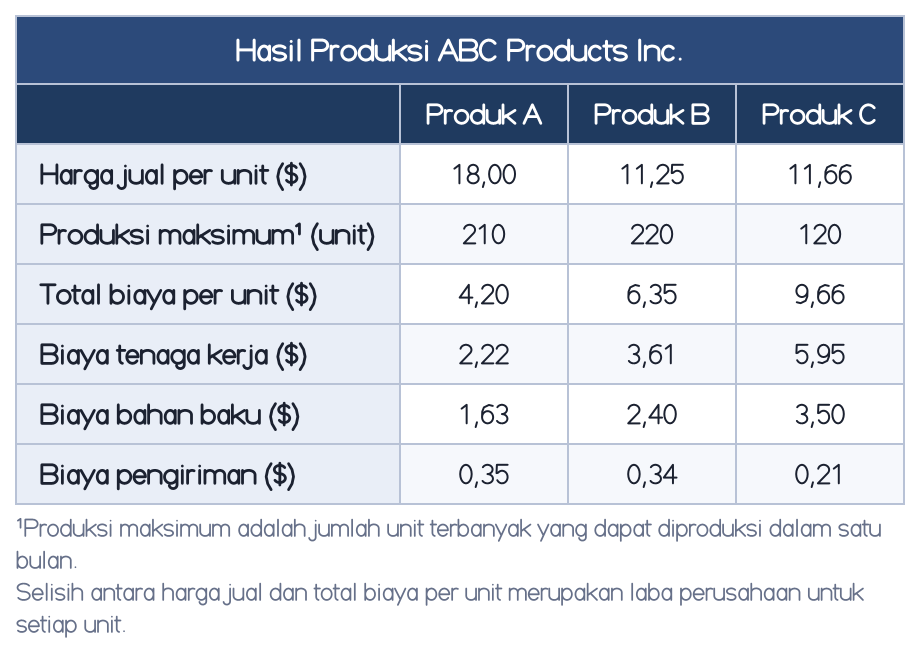 Hasil Produksi ABC Products Inc.
Produk A Produk B Produk C
Harga jual per unit ($) 18,00 11,25 11,66
Produksi maksimum¹ (unit) 210 220 120
Total biaya per unit ($) 4,20 6,35 9,66
Biaya tenaga kerja ($) 2,22 3,61 5,95
Biaya bahan baku ($) 1,63 2,40 3,50
Biaya pengiriman ($) 0,35 0,34 0,21
¹Produksi maksimum adalah jumlah unit terbanyak yang dapat diproduksi dalam satu
bulan.
Selisih antara harga jual dan total biaya per unit merupakan laba perusahaan untuk
setiap unit.